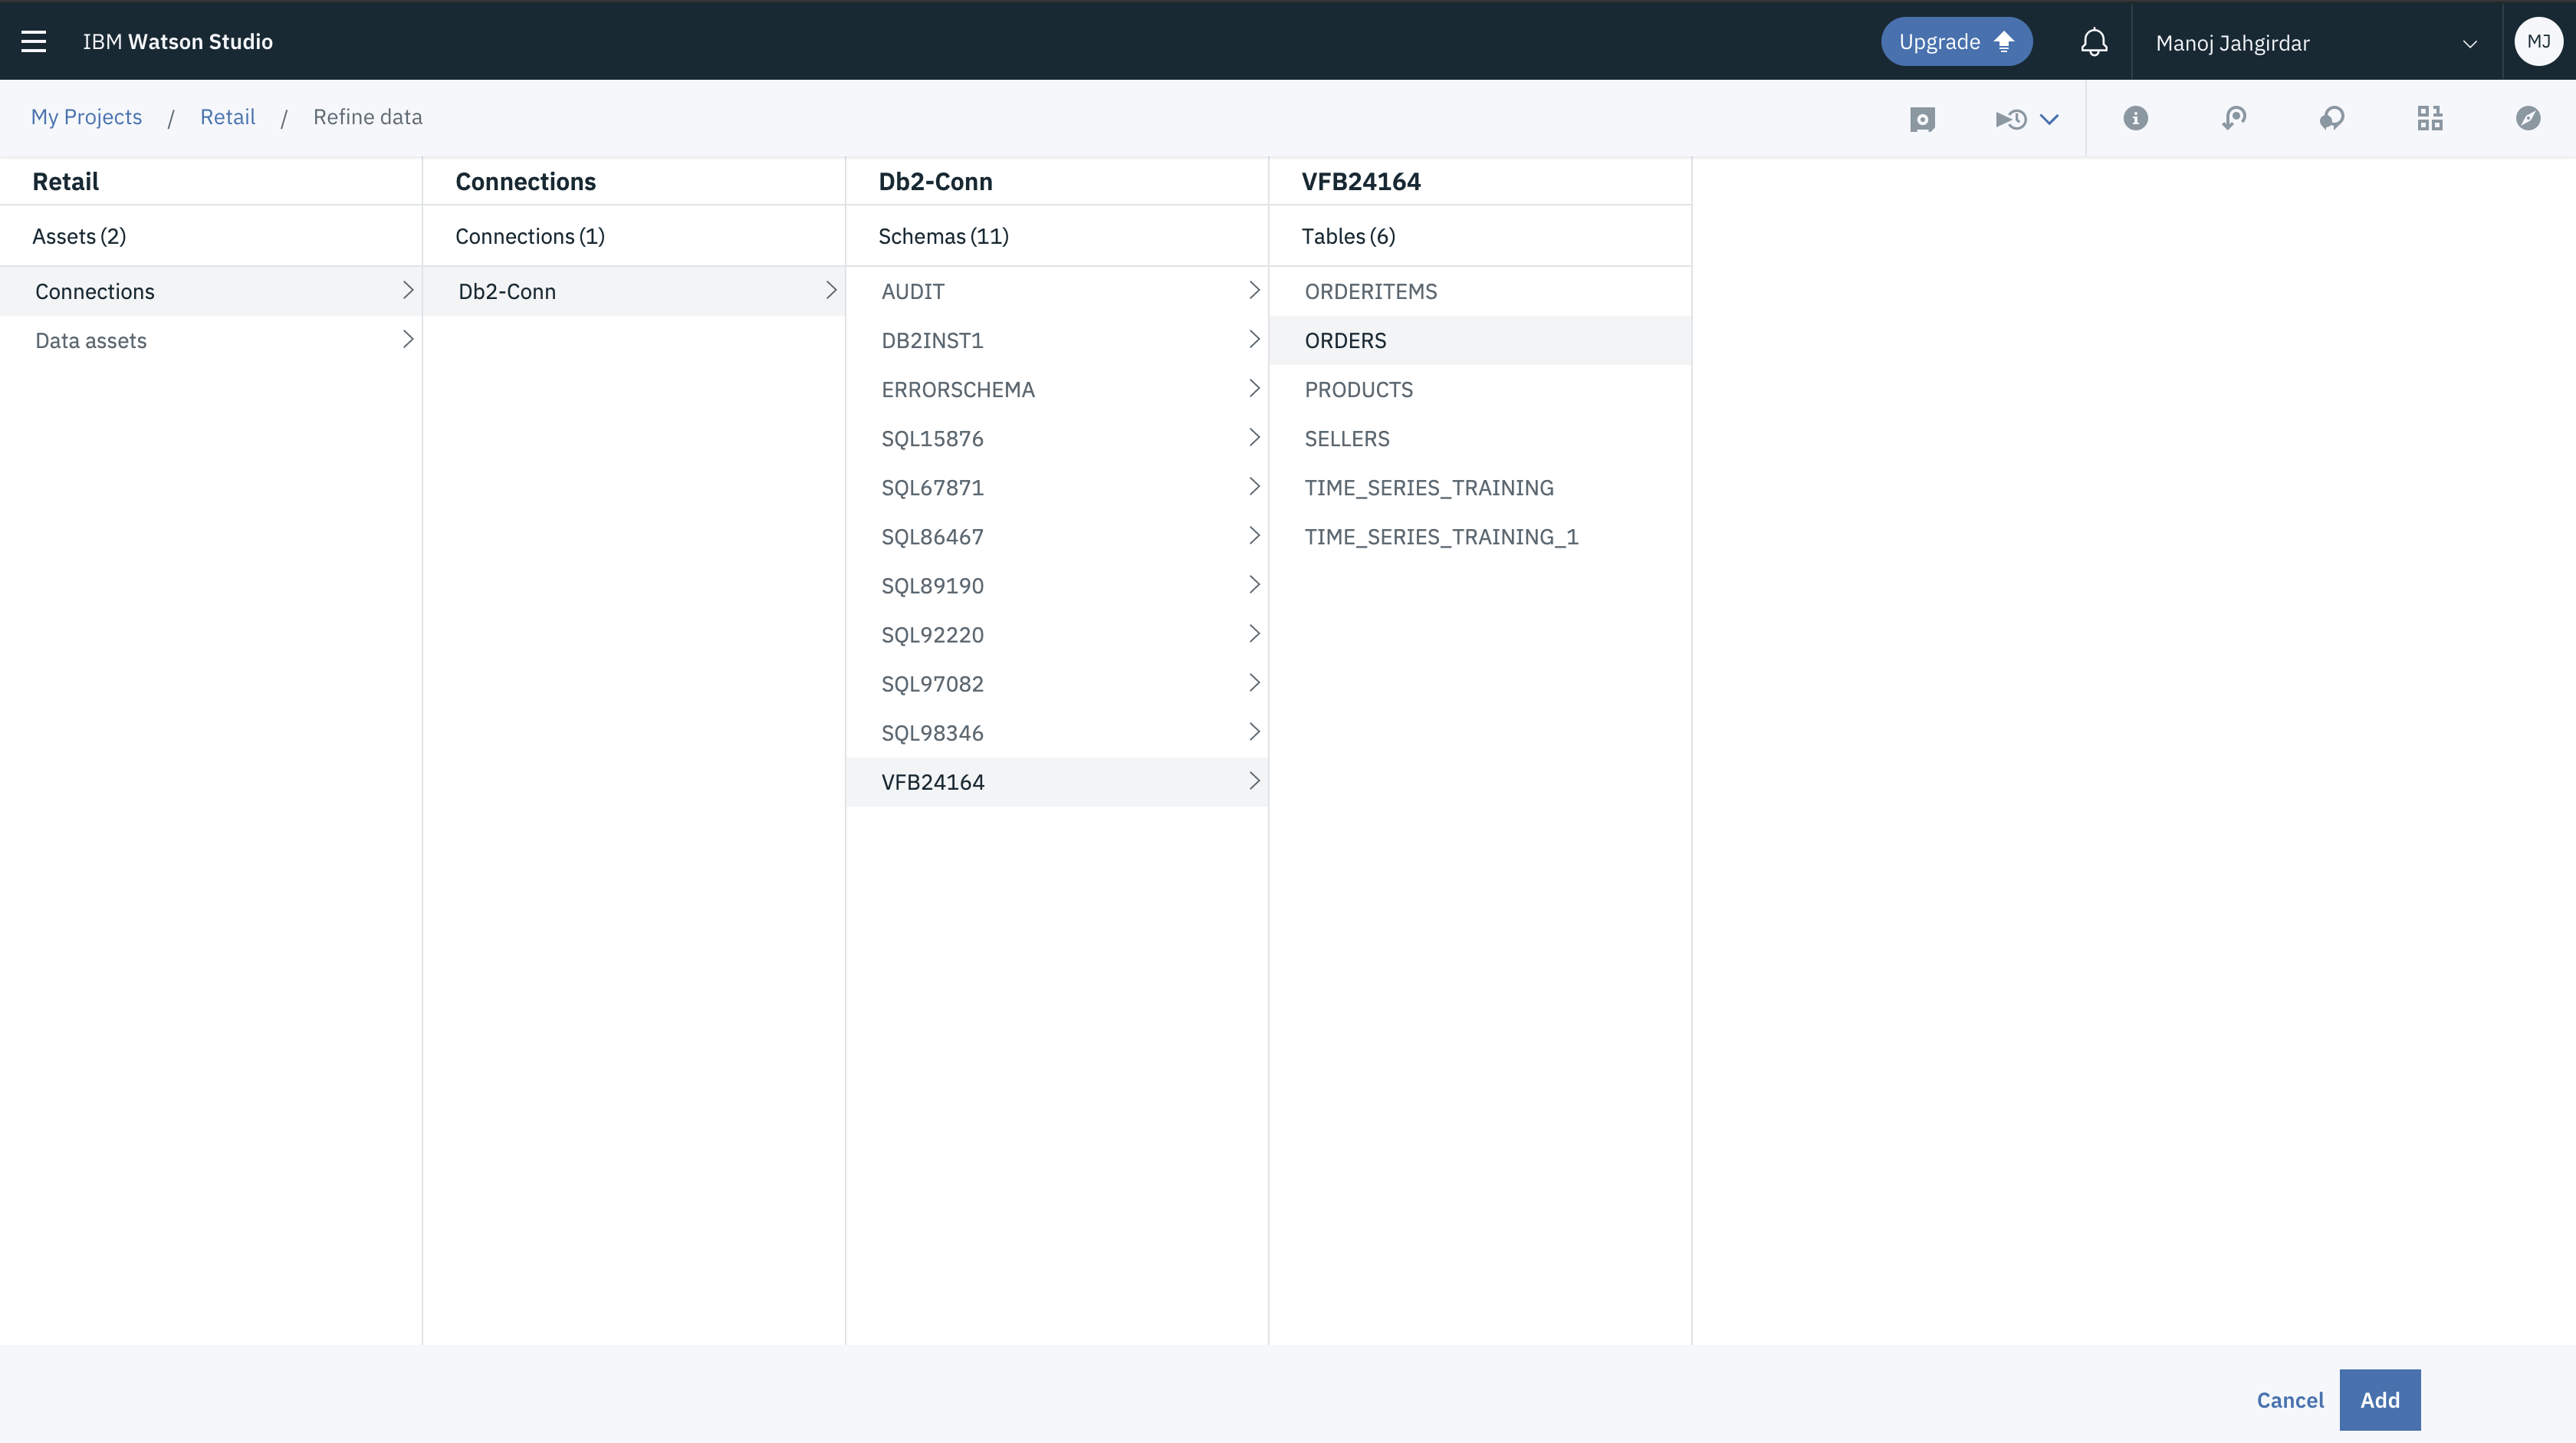 IBM Watson Studio
Upgrade
Manoj Jahgirdar
MJ
My Projects / Retail / Refine data
Retail
Assets (2)
Connections
Data assets
Connections
Connections (1)
Db2-Conn
Db2-Conn
Schemas (11)
AUDIT
DB2INST1
ERRORSCHEMA
SQL15876
SQL67871
SQL86467
SQL89190
SQL92220
SQL97082
SQL98346
VFB24164
VFB24164
Tables (6)
ORDERITEMS
ORDERS
PRODUCTS
SELLERS
TIME_SERIES_TRAINING
TIME_SERIES_TRAINING_1
Cancel
Add